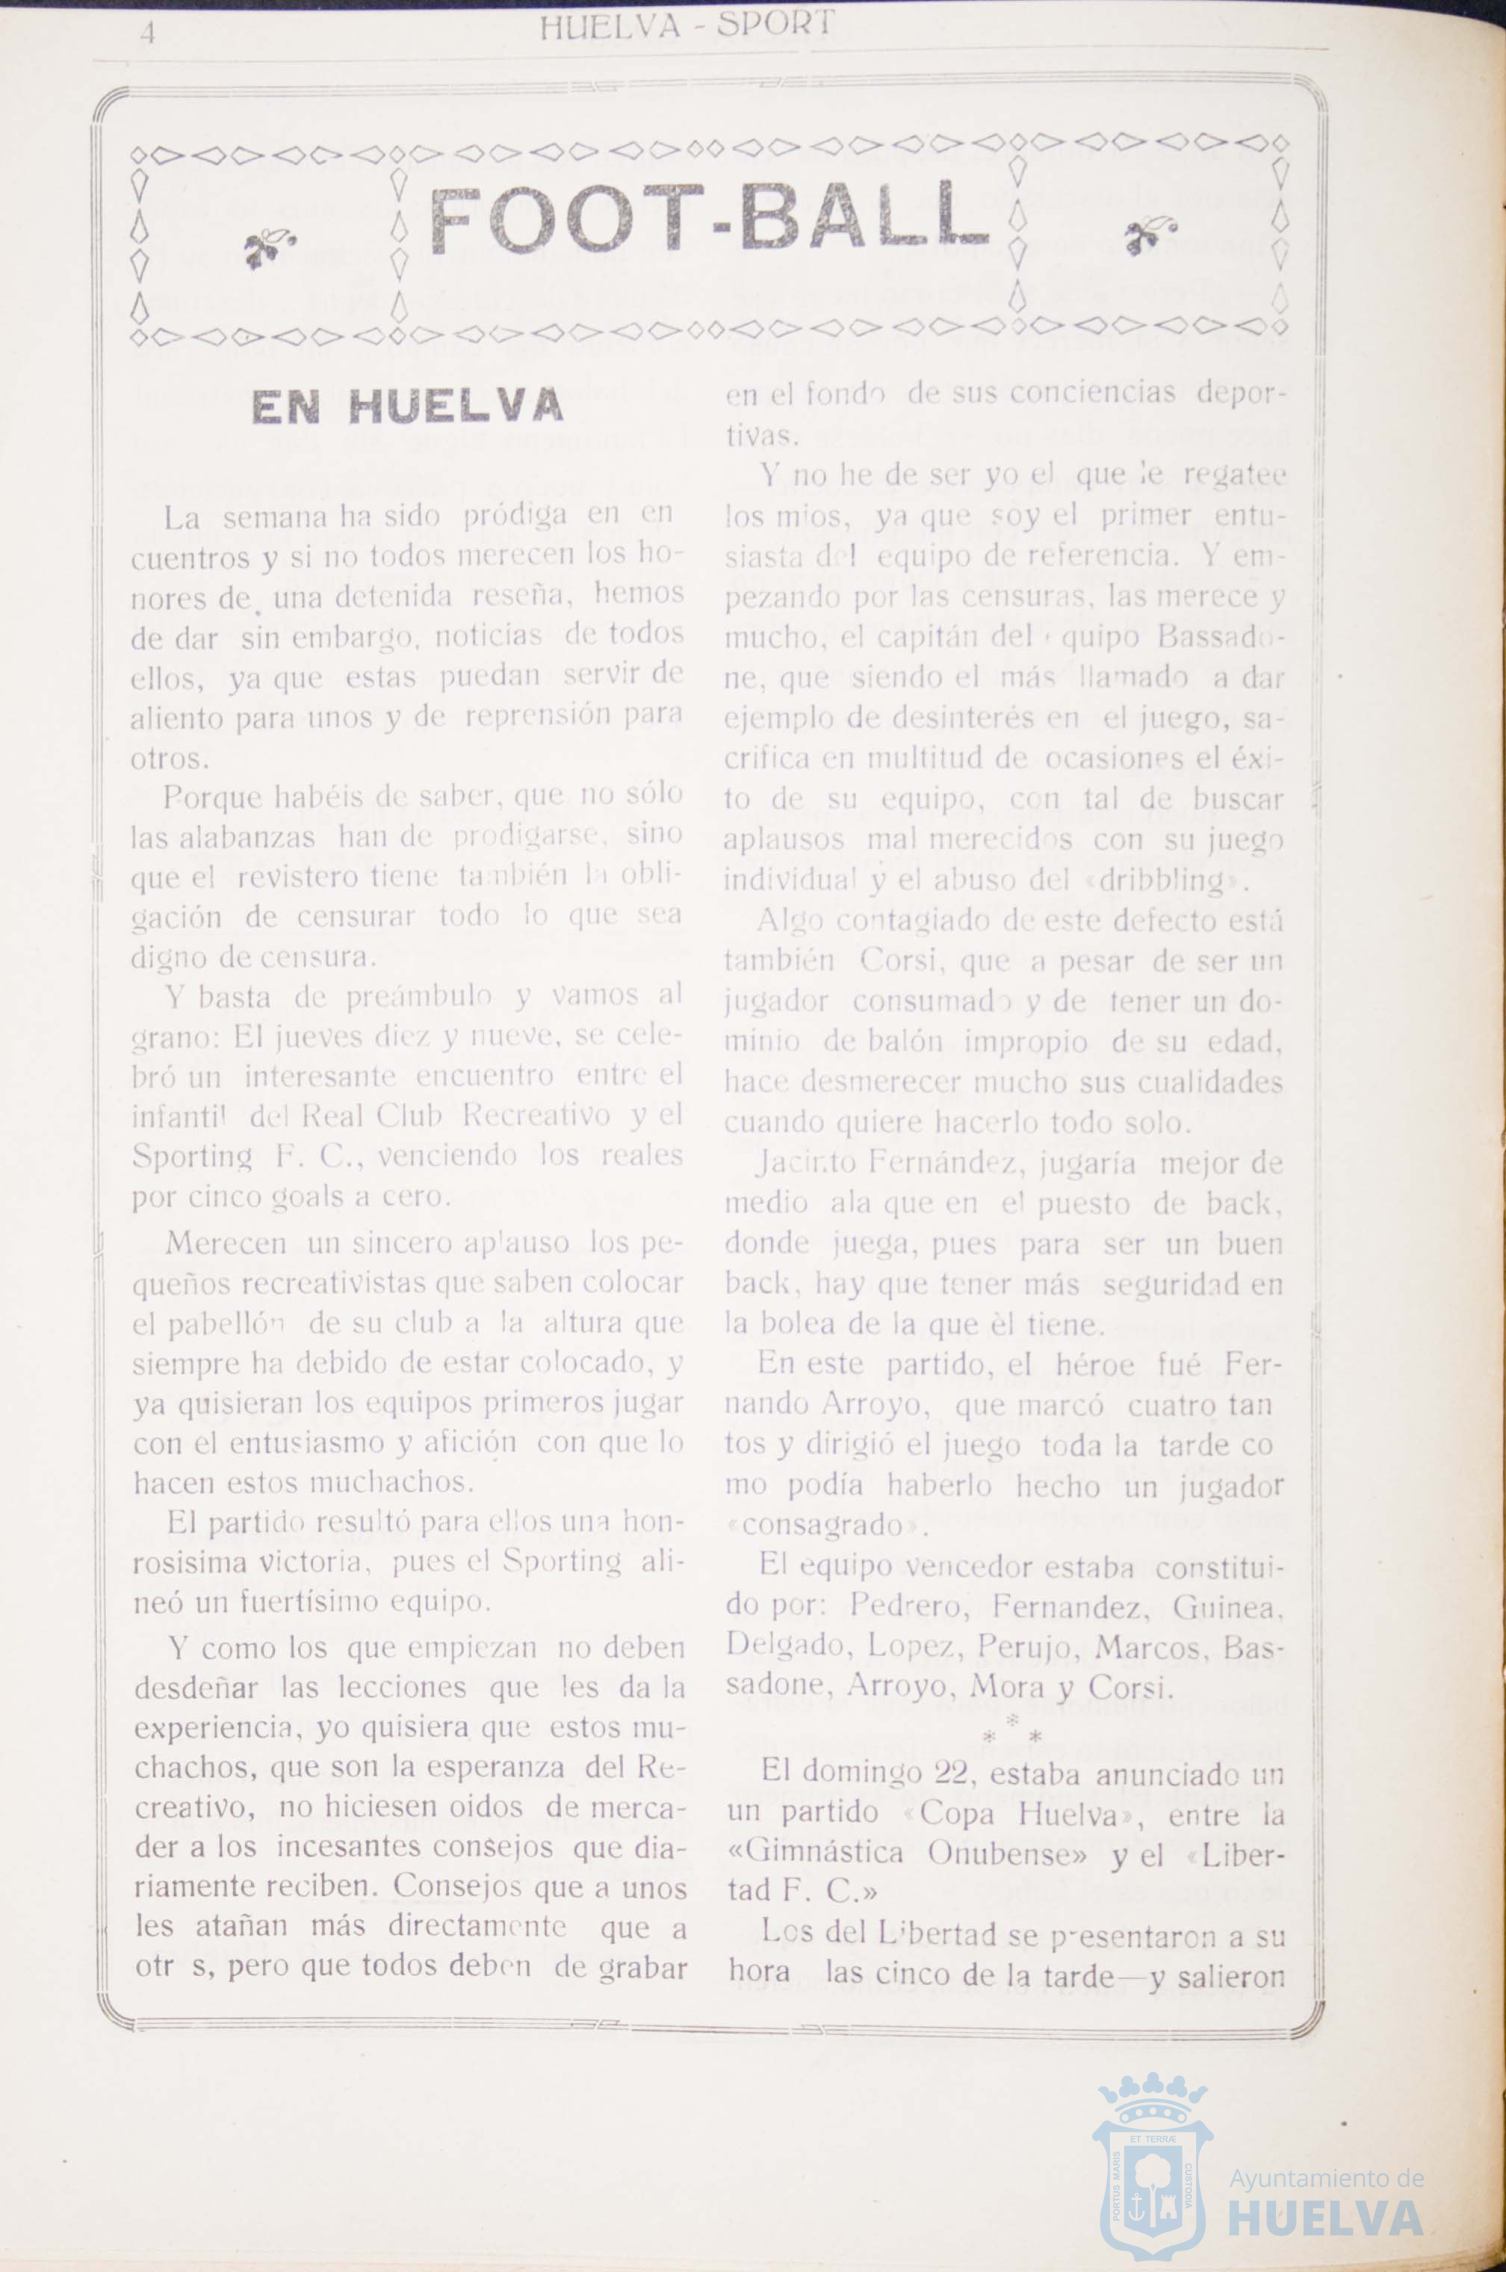 4
HUELVA - SPORT
FOOT-BALL
EN HUELVA
La semana ha sido pródiga en en
cuentros y si no todos merecen los ho-
nores de una detenida reseña, hemos
de dar sin embargo, noticias de todos
ellos, ya que estas puedan servir de
aliento para unos y de reprensión para
otros.
Porque habéis de saber, que no sólo
las alabanzas han de prodigarse, sino
que el revistero tiene también la obli-
gación de censurar todo lo que sea
digno de censura.
Y basta de preámbulo y vamos al
grano: El jueves diez y nueve, se cele-
bró un interesante encuentro entre el
infantil del Real Club Recreativo y el
Sporting F. C., venciendo los reales
por cinco goals a cero.
Merecen un sincero aplauso los pe-
queños recreativistas que saben colocar
el pabellón de su club a la altura que
siempre ha debido de estar colocado, y
ya quisieran los equipos primeros jugar
con el entusiasmo y afición con que lo
hacen estos muchachos.
El partido resultó para ellos una hon-
rosisima victoria, pues el Sporting ali-
neó un fuertísimo equipo.
Y como los que empiezan no deben
desdeñar las lecciones que les da la
experiencia, yo quisiera que estos mu-
chachos, que son la esperanza del Re-
creativo, no hiciesen oidos de merca-
der a los incesantes consejos que dia-
riamente reciben. Consejos que a unos
les atañan más directamente que a
otr s, pero que todos deben de grabar
en el fondo de sus conciencias depor-
tivas.
Y no he de ser yo el que le regatee
los mios, ya que soy el primer entu-
siasta del equipo de referencia. Y em-
pezando por las censuras, las merece y
mucho, el capitán del equipo Bassado-
ne, que siendo el más llamado a dar
ejemplo de desinterés en el juego, sa-
crifica en multitud de ocasiones el éxi-
to de su equipo, con tal de buscar
aplausos mal merecidos con su juego
individual y el abuso del «dribbling».
Algo contagiado de este defecto está
también Corsi, que a pesar de ser un
jugador consumado y de tener un do-
minio de balón impropio de su edad,
hace desmerecer mucho sus cualidades
cuando quiere hacerlo todo solo.
Jacinto Fernández, jugaría mejor de
medio ala que en el puesto de back,
donde juega, pues para ser un buen
back, hay que tener más seguridad en
la bolea de la que èl tiene.
En este partido, el héroe fué Fer-
nando Arroyo, que marcó cuatro tan
tos y dirigió el juego toda la tarde co
mo podía haberlo hecho un jugador
«consagrado».
El equipo vencedor estaba constitui-
do por: Pedrero, Fernandez, Guinea,
Delgado, Lopez, Perujo, Marcos, Bas-
sadone, Arroyo, Mora y Corsi.
* * *
El domingo 22, estaba anunciado un
un partido «Copa Huelva», entre la
«Gimnástica Onubense» y el «Liber-
tad F. C.»
Los del Libertad se presentaron a su
hora las cinco de la tarde—y salieron
ET TERRÆ
PORTUS MARIS
CUSTODIA
Ayuntamiento de
HUELVA